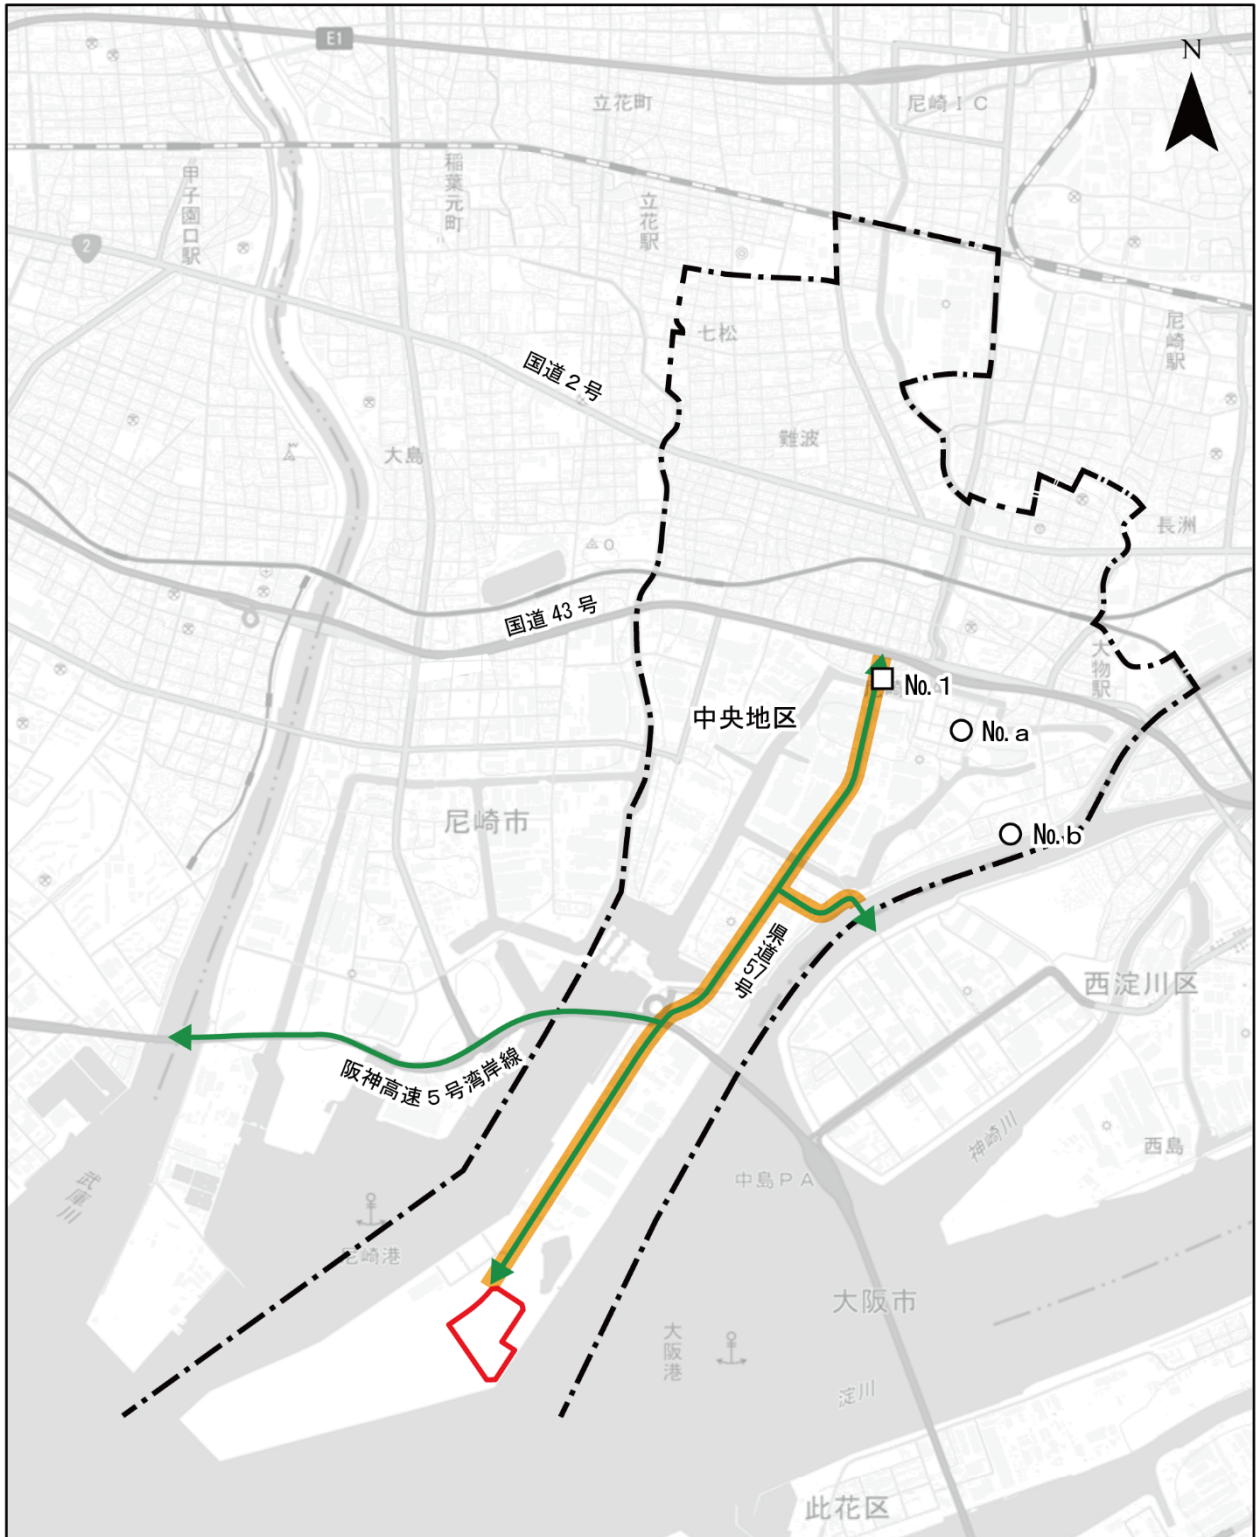 E1
N
立花町
尼崎IC
稲葉元町
甲子園口駅
立花駅
2
七松
尼崎駅
国道2号
難波
大島
長洲
国道43号
大物駅
No.1
中央地区
No.a
尼崎市
No.b
県道57号
西淀川区
阪神高速5号湾岸線
神崎川
西島
武庫川
中島PA
尼崎港
大阪市
大阪港
淀川
此花区